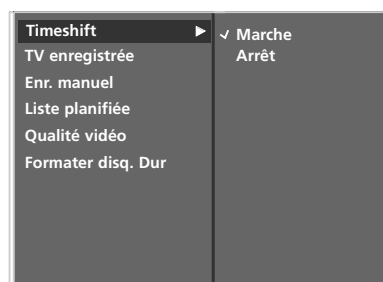 Timeshift
TV enregistrée
Enr. manuel
Liste planifiée
Qualité vidéo
Formater disq. Dur
Marche
Arrêt